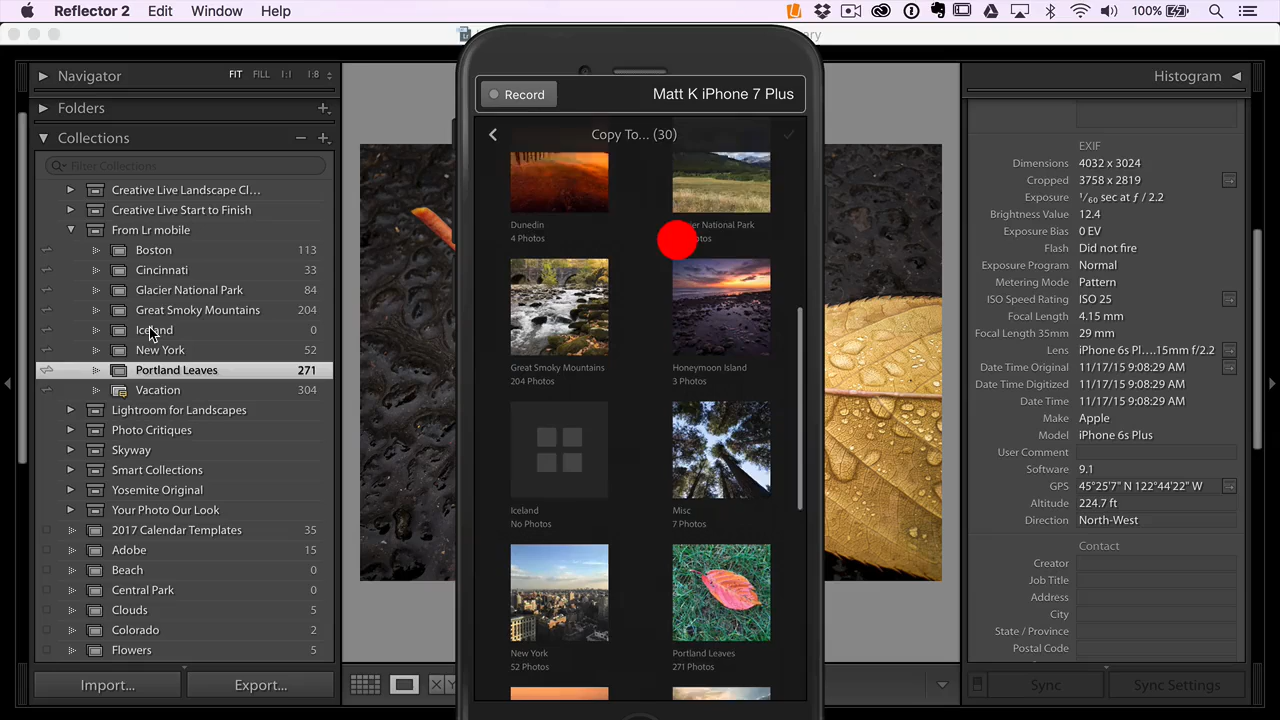 Reflector 2 Edit Window Help 100%
Navigator FIT FILL 1:1 1:8
Folders
Collections
Filter Collections
Creative Live Landscape Cl...
Creative Live Start to Finish
From Lr mobile
Boston 113
Cincinnati 33
Glacier National Park 84
Great Smoky Mountains 204
Iceland 0
New York 52
Portland Leaves 271
Vacation 304
Lightroom for Landscapes
Photo Critiques
Skyway
Smart Collections
Yosemite Original
Your Photo Our Look
2017 Calendar Templates 35
Adobe 15
Beach 0
Central Park 0
Clouds 5
Colorado 2
Flowers 5
Import... Export...
Record Matt K iPhone 7 Plus
Copy To... (30)
Dunedin
4 Photos
National Park
Great Smoky Mountains
204 Photos
Honeymoon Island
3 Photos
Iceland
No Photos
Misc
7 Photos
New York
52 Photos
Portland Leaves
271 Photos
Histogram
EXIF
Dimensions 4032 x 3024
Cropped 3758 x 2819
Exposure 1/60 sec at ƒ / 2.2
Brightness Value 12.4
Exposure Bias 0 EV
Flash Did not fire
Exposure Program Normal
Metering Mode Pattern
ISO Speed Rating ISO 25
Focal Length 4.15 mm
Focal Length 35mm 29 mm
Lens iPhone 6s Pl....15mm f/2.2
Date Time Original 11/17/15 9:08:29 AM
Date Time Digitized 11/17/15 9:08:29 AM
Date Time 11/17/15 9:08:29 AM
Make Apple
Model iPhone 6s Plus
User Comment
Software 9.1
GPS 45°25'7" N 122°44'22" W
Altitude 224.7 ft
Direction North-West
Contact
Creator
Job Title
Address
City
State / Province
Postal Code
Sync Sync Settings